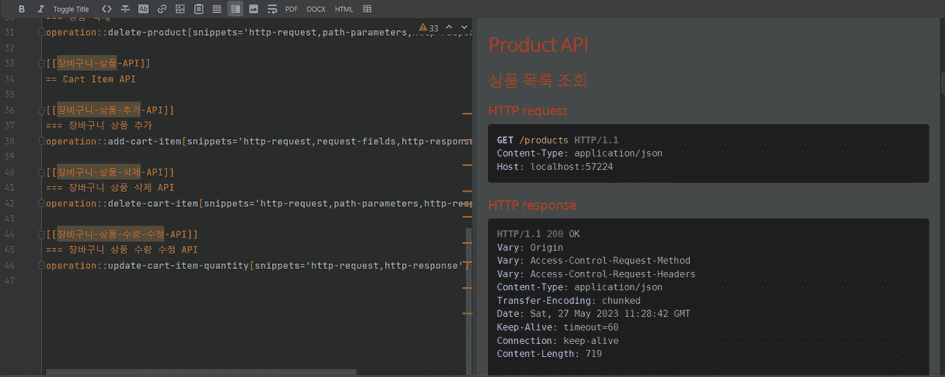 B I Toggle Title Ab PDF DOCX HTML
31 operation::delete-product[snippets='http-request,path-parameters,
33
32
33 [[장바구니-상품-API]]
34 == Cart Item API
35
36 [[장바구니-상품-추가-API]]
37 === 장바구니 상품 추가
38 operation::add-cart-item[snippets='http-request,request-fields,http-response
39
40 [[장바구니-상품-삭제-API]]
41 === 장바구니 상품 삭제 API
42 operation::delete-cart-item[snippets='http-request,path-parameters,http-resp
43
44 [[장바구니-상품-수량-수정-API]]
45 === 장바구니 상품 수량 수정 API
46 operation::update-cart-item-quantity[snippets='http-request,http-response']
47
Product API
상품 목록 조회
HTTP request
GET /products HTTP/1.1
Content-Type: application/json
Host: localhost:57224
HTTP response
HTTP/1.1 200 OK
Vary: Origin
Vary: Access-Control-Request-Method
Vary: Access-Control-Request-Headers
Content-Type: application/json
Transfer-Encoding: chunked
Date: Sat, 27 May 2023 11:28:42 GMT
Keep-Alive: timeout=60
Connection: keep-alive
Content-Length: 719